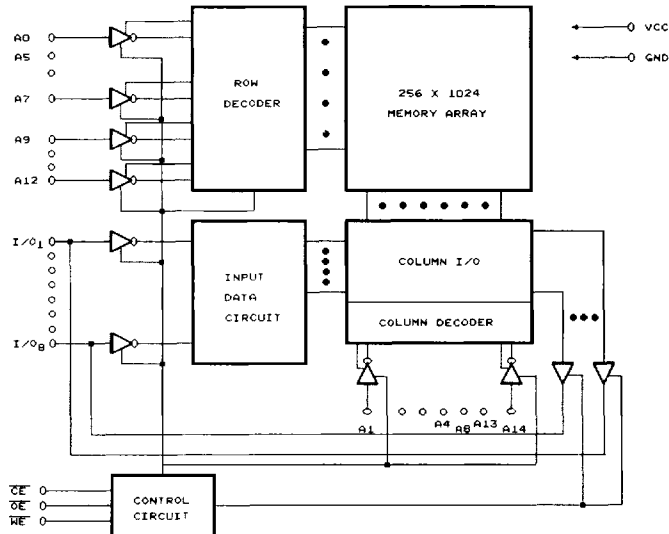 A0
A5
A7
A9
A12
ROW
DECODER
256 X 1024
MEMORY ARRAY
VCC
GND
I/O1
I/O8
INPUT
DATA
CIRCUIT
COLUMN I/O
COLUMN DECODER
A1
A4
A8
A13
A14
CE
OE
WE
CONTROL
CIRCUIT